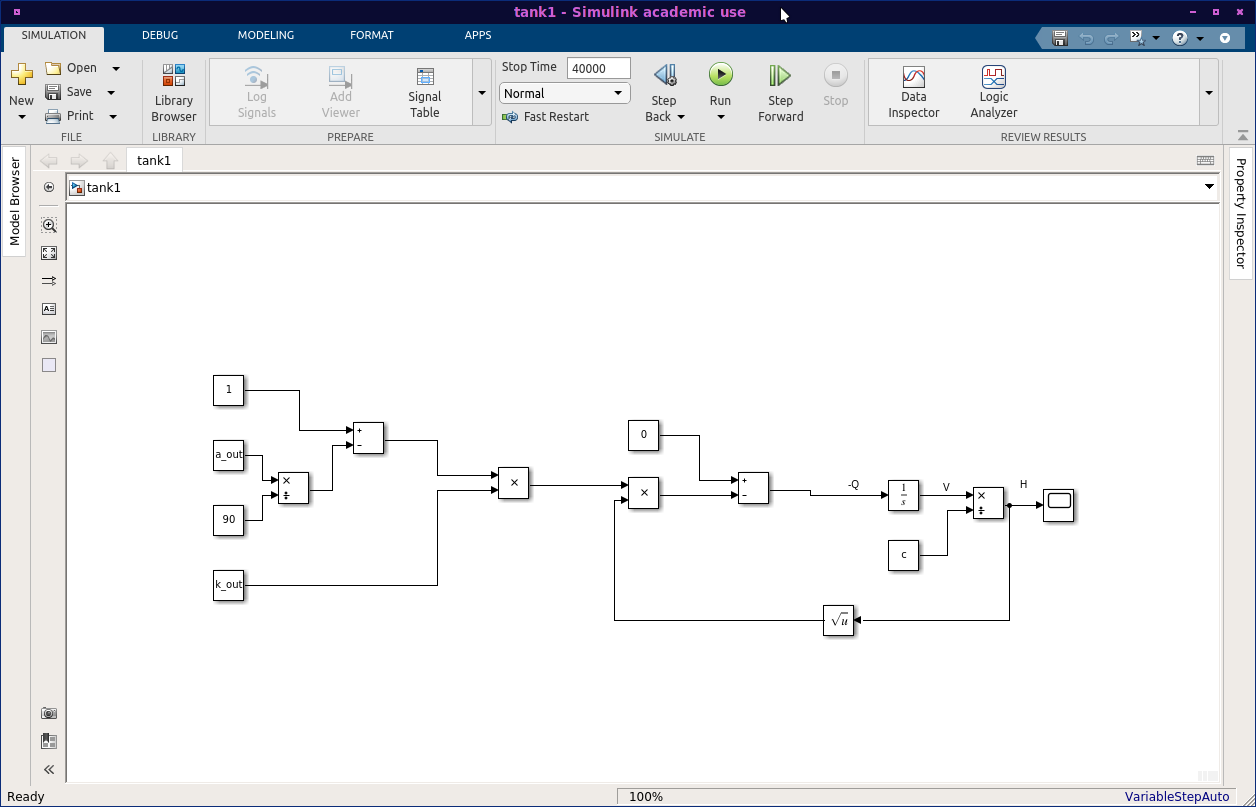 tank1 - Simulink academic use
SIMULATION DEBUG MODELING FORMAT APPS
New
Open
Save
Print
FILE
Library
Browser
LIBRARY
Log
Signals
Add
Viewer
Signal
Table
PREPARE
Stop Time 40000
Normal
Fast Restart
Step
Back
Run
Step
Forward
Stop
SIMULATE
Data
Inspector
Logic
Analyzer
REVIEW RESULTS
Model Browser
tank1
tank1
Property Inspector
1
+
−
a_out
×
÷
90
k_out
×
0
×
+
−
-Q
1
s
V
×
÷
H
c
√u
Ready
100%
VariableStepAuto